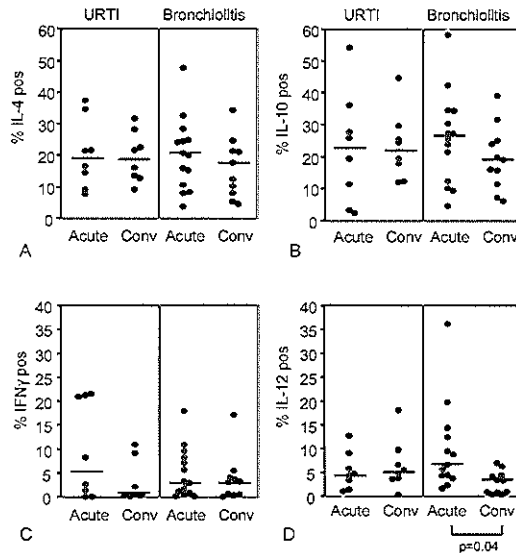 URTI Bronchiolitis
% IL-4 pos
60
50
40
30
20
10
0
Acute Conv Acute Conv
A
URTI Bronchiolitis
% IL-10 pos
60
50
40
30
20
10
0
Acute Conv Acute Conv
B
% IFNγ pos
40
35
30
25
20
15
10
5
0
Acute Conv Acute Conv
C
% IL-12 pos
40
35
30
25
20
15
10
5
0
Acute Conv Acute Conv
D
p=0.04